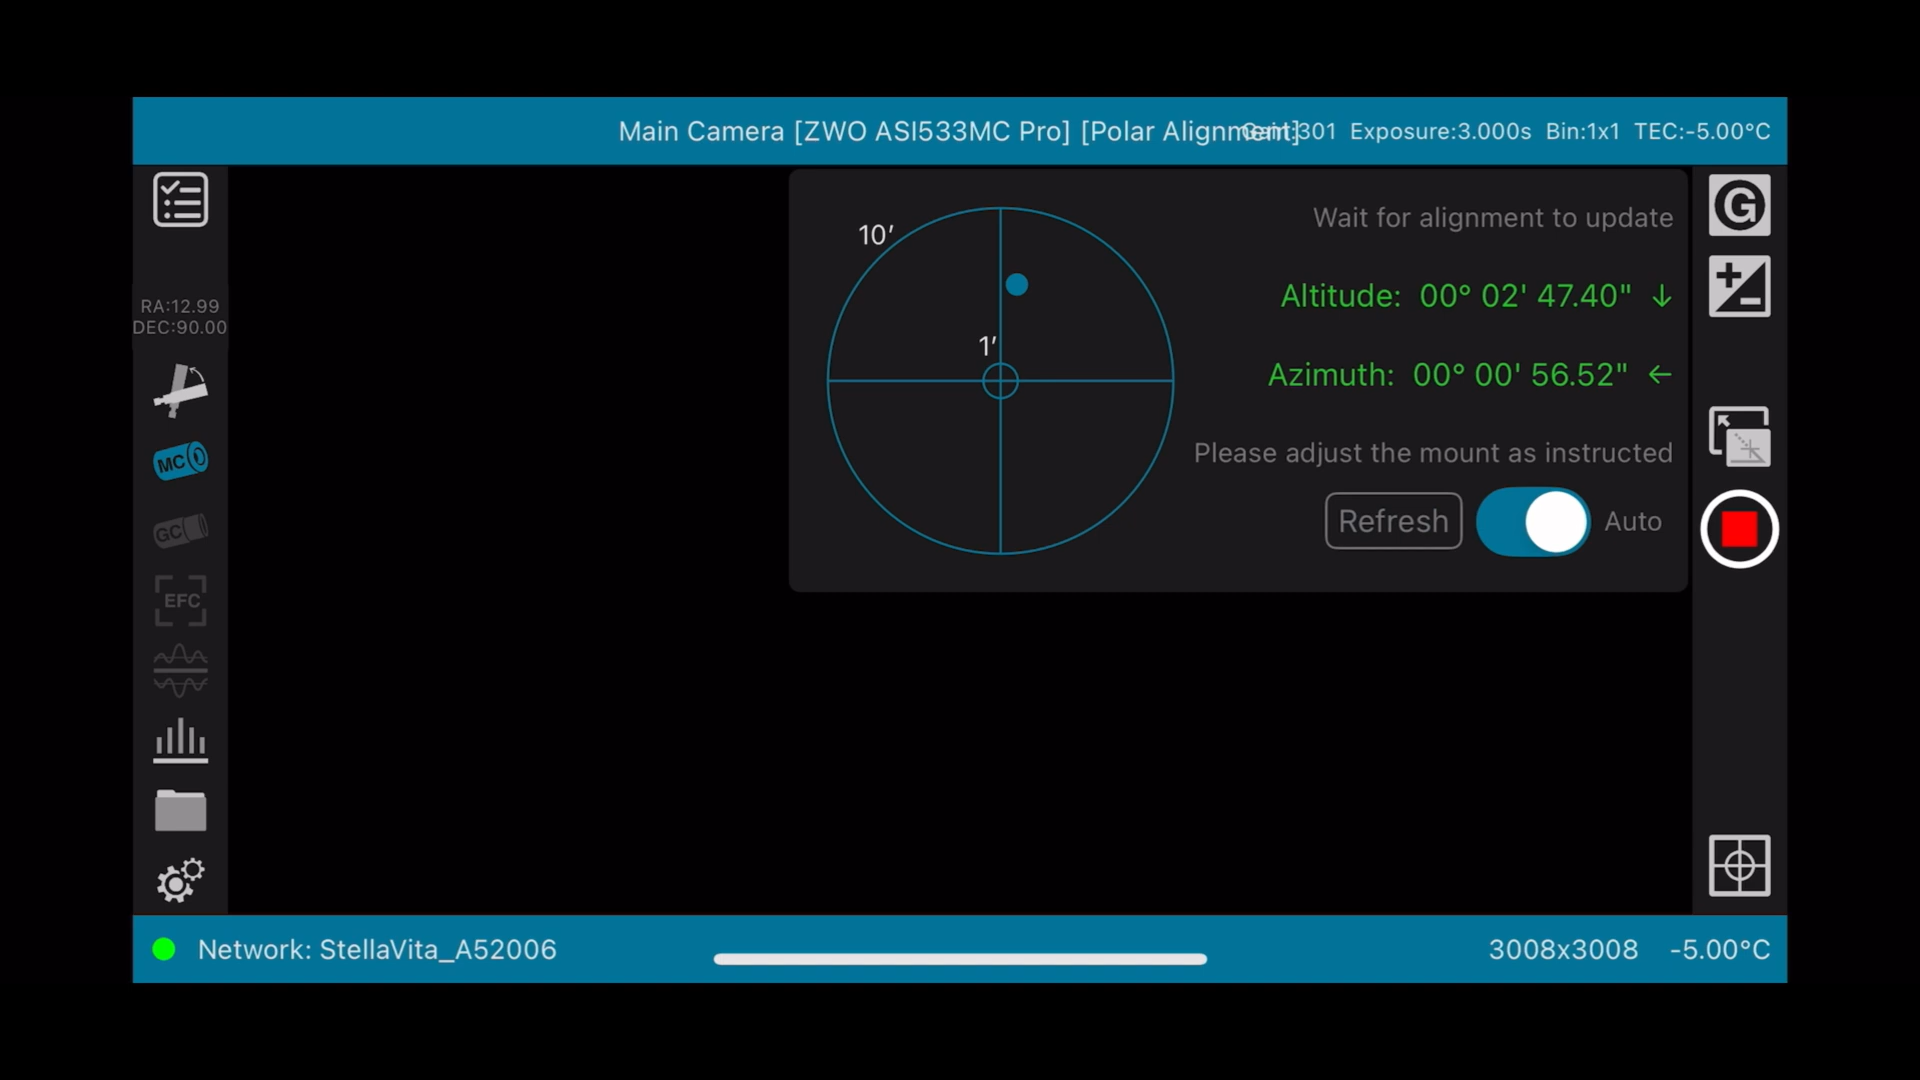 Main Camera [ZWO ASI533MC Pro] [Polar Alignment]
Gain:301 Exposure:3.000s Bin:1x1 TEC:-5.00°C
RA:12.99
DEC:90.00
MC
GC
EFC
10′
1′
Wait for alignment to update
Altitude: 00° 02' 47.40" ↓
Azimuth: 00° 00' 56.52" ←
Please adjust the mount as instructed
Refresh
Auto
G
Network: StellaVita_A52006
3008x3008 -5.00°C